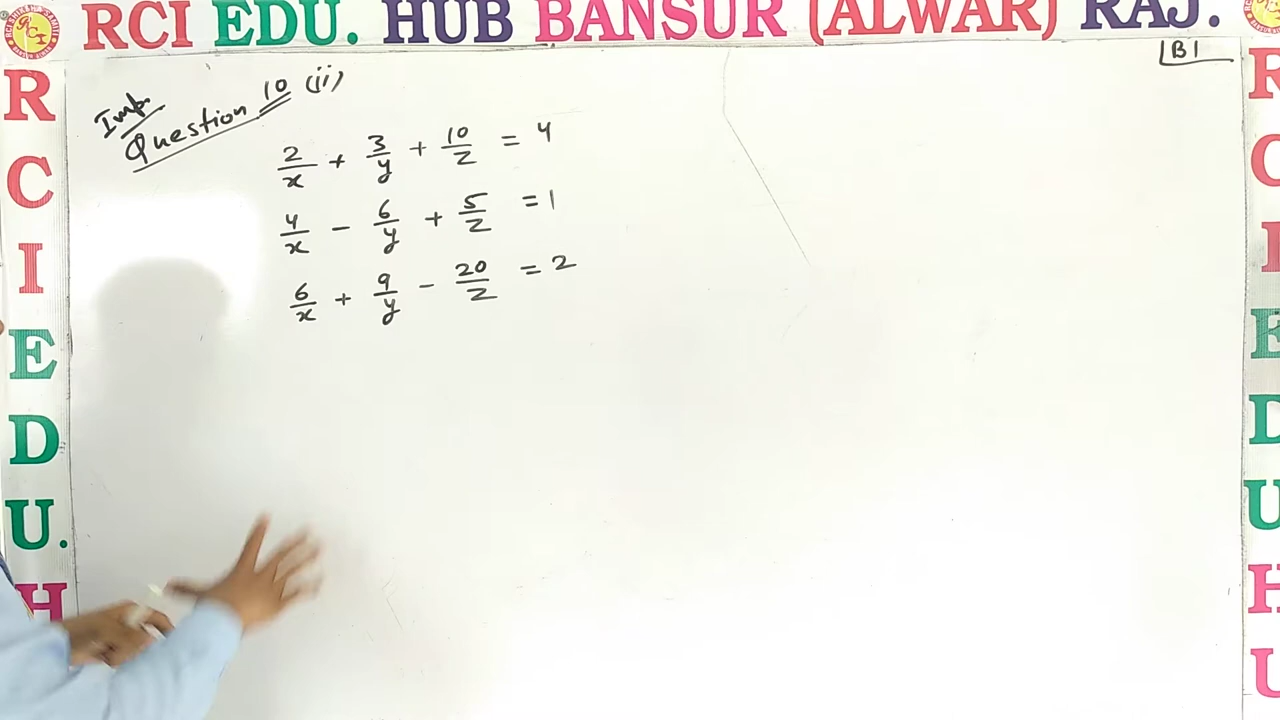 RCI EDU. HUB BANSUR (ALWAR) RAJ.
B1
Imp.
Question 10 (ii)
2/x + 3/y + 10/z = 4
4/x - 6/y + 5/z = 1
6/x + 9/y - 20/z = 2
R
C
I
E
D
U.
H
R
C
I
E
D
U
H
U